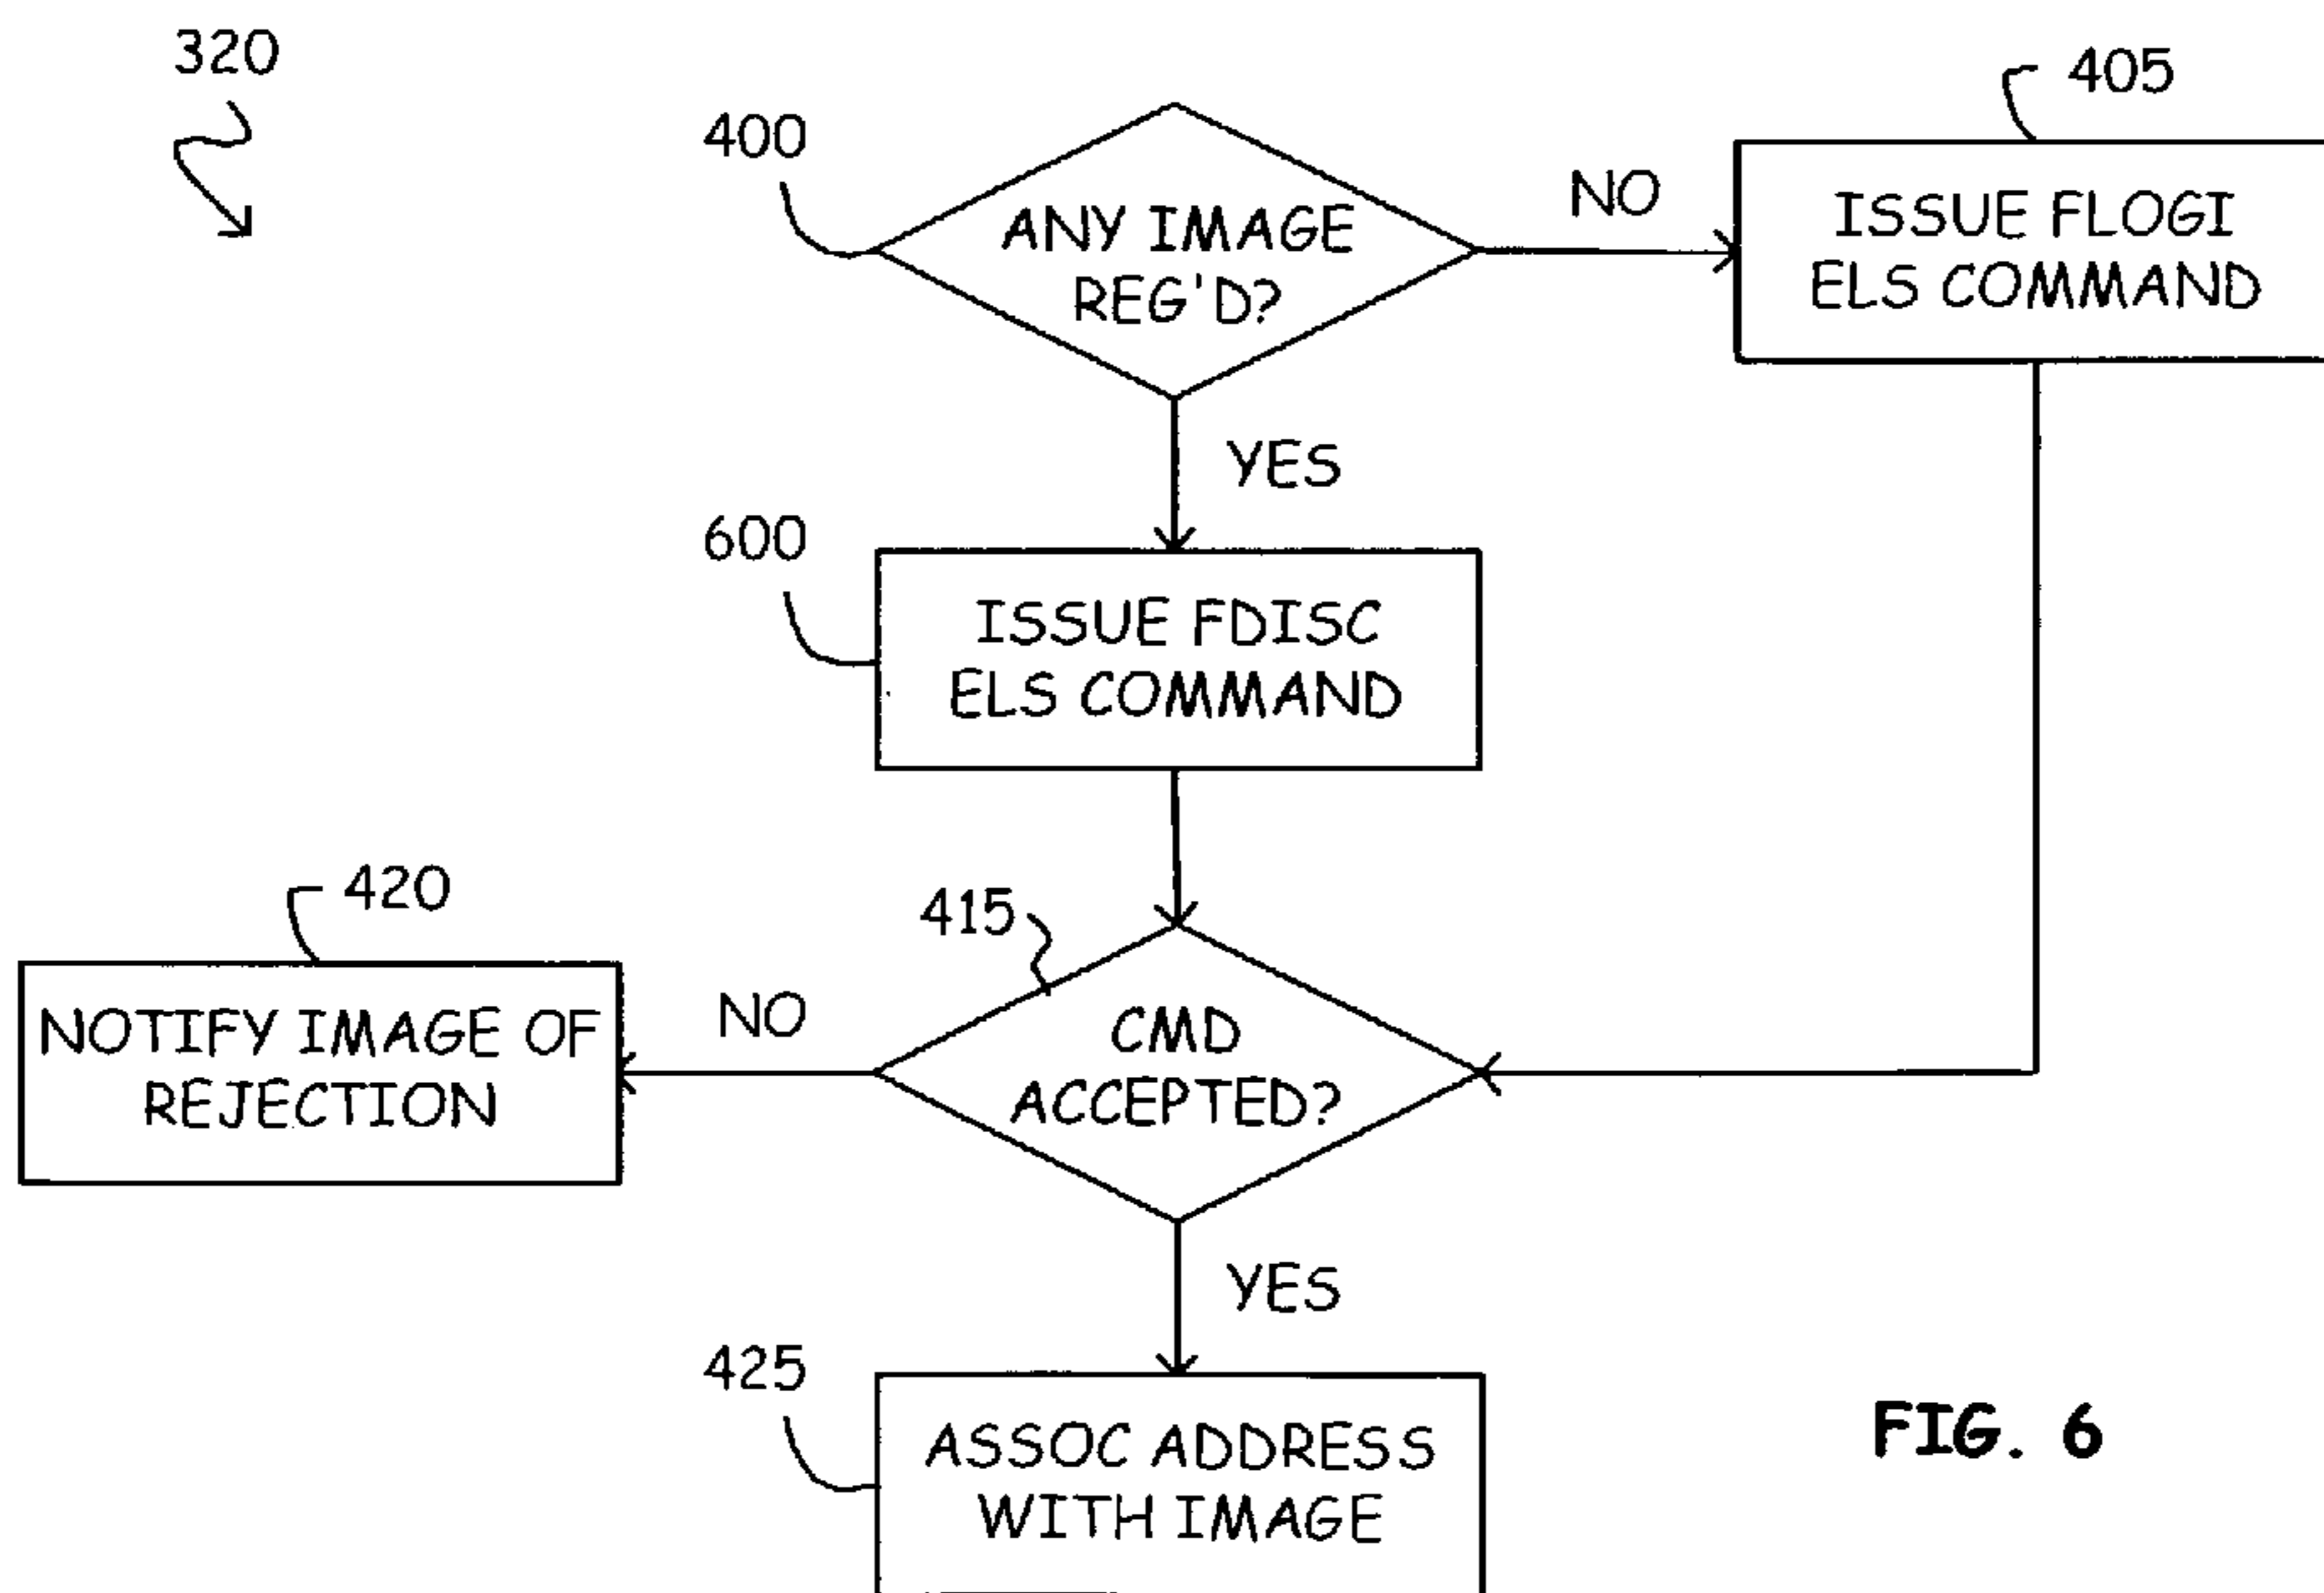 320
400
ANY IMAGE
REG'D?
NO
405
ISSUE FLOGI
ELS COMMAND
YES
600
ISSUE FDISC
ELS COMMAND
420
NOTIFY IMAGE OF
REJECTION
NO
415
CMD
ACCEPTED?
YES
425
ASSOC ADDRESS
WITH IMAGE
FIG. 6